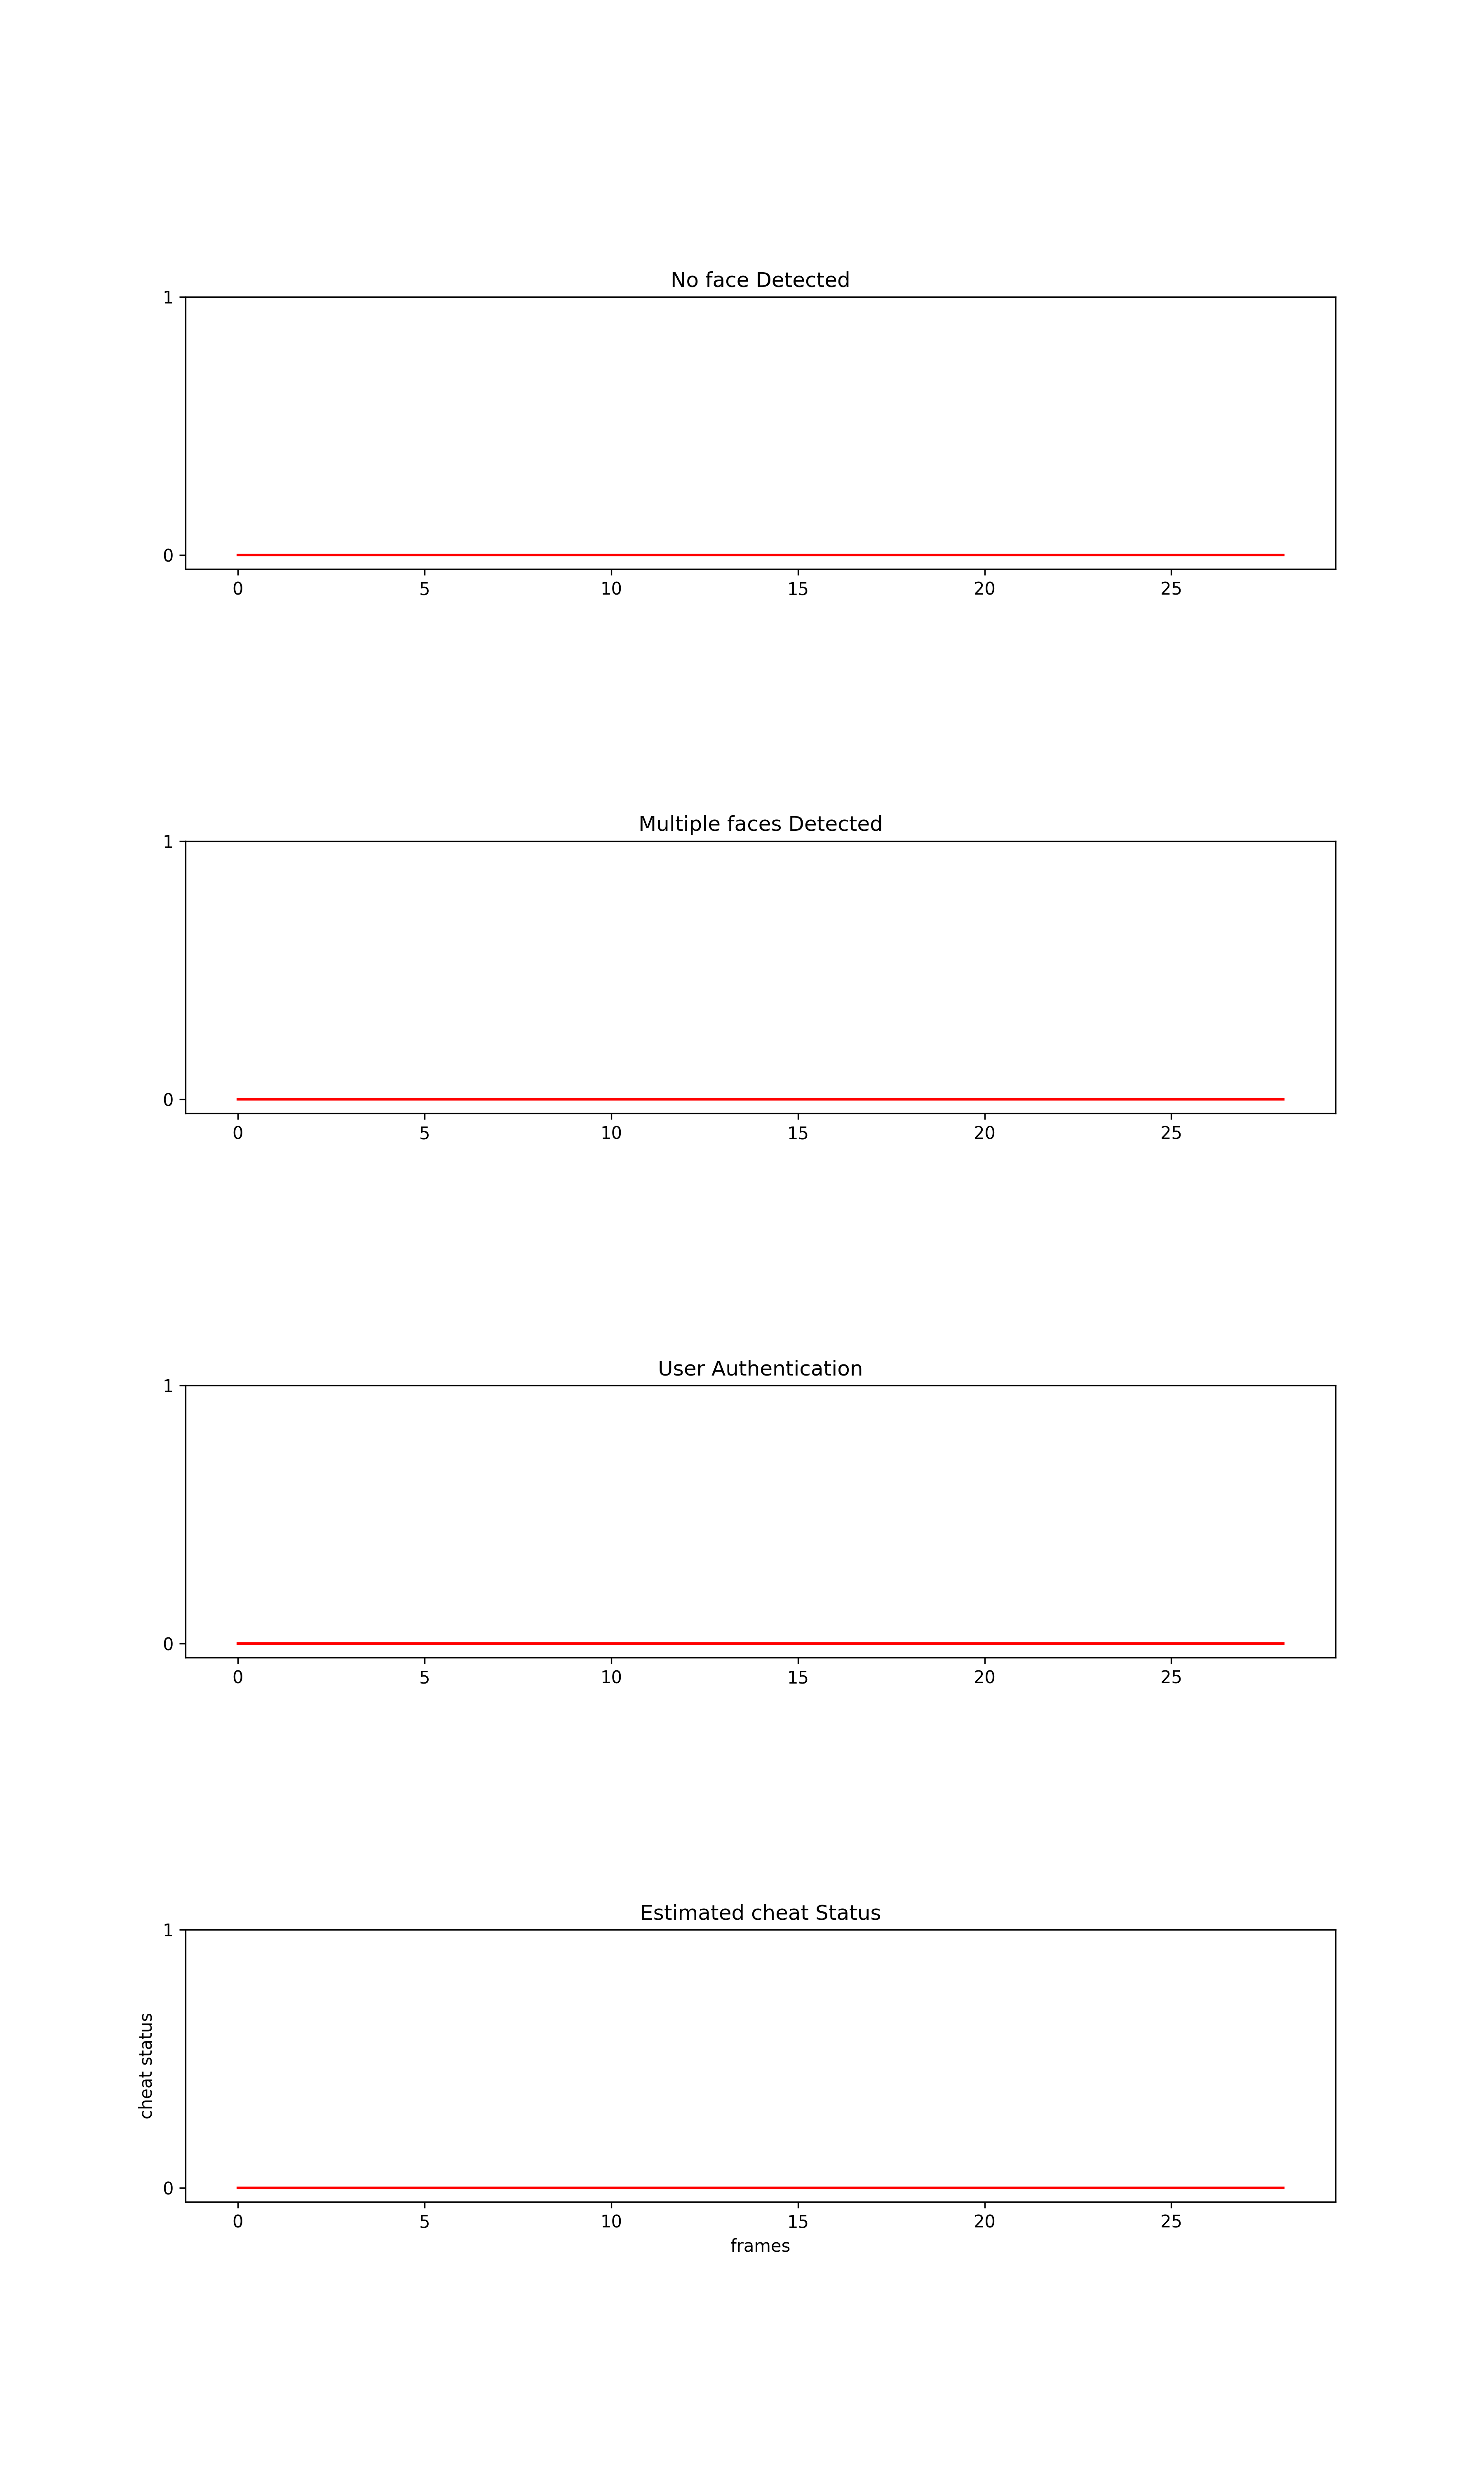 No face Detected
1
0
0 5 10 15 20 25
Multiple faces Detected
1
0
0 5 10 15 20 25
User Authentication
1
0
0 5 10 15 20 25
Estimated cheat Status
1
cheat status
0
0 5 10 15 20 25
frames